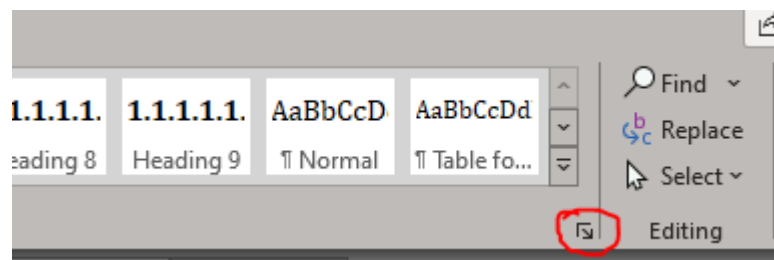 1.1.1.1. 1.1.1.1.1. AaBbCcD AaBbCcDd
eading 8 Heading 9 ¶ Normal ¶ Table fo...
Find
Replace
Select
Editing